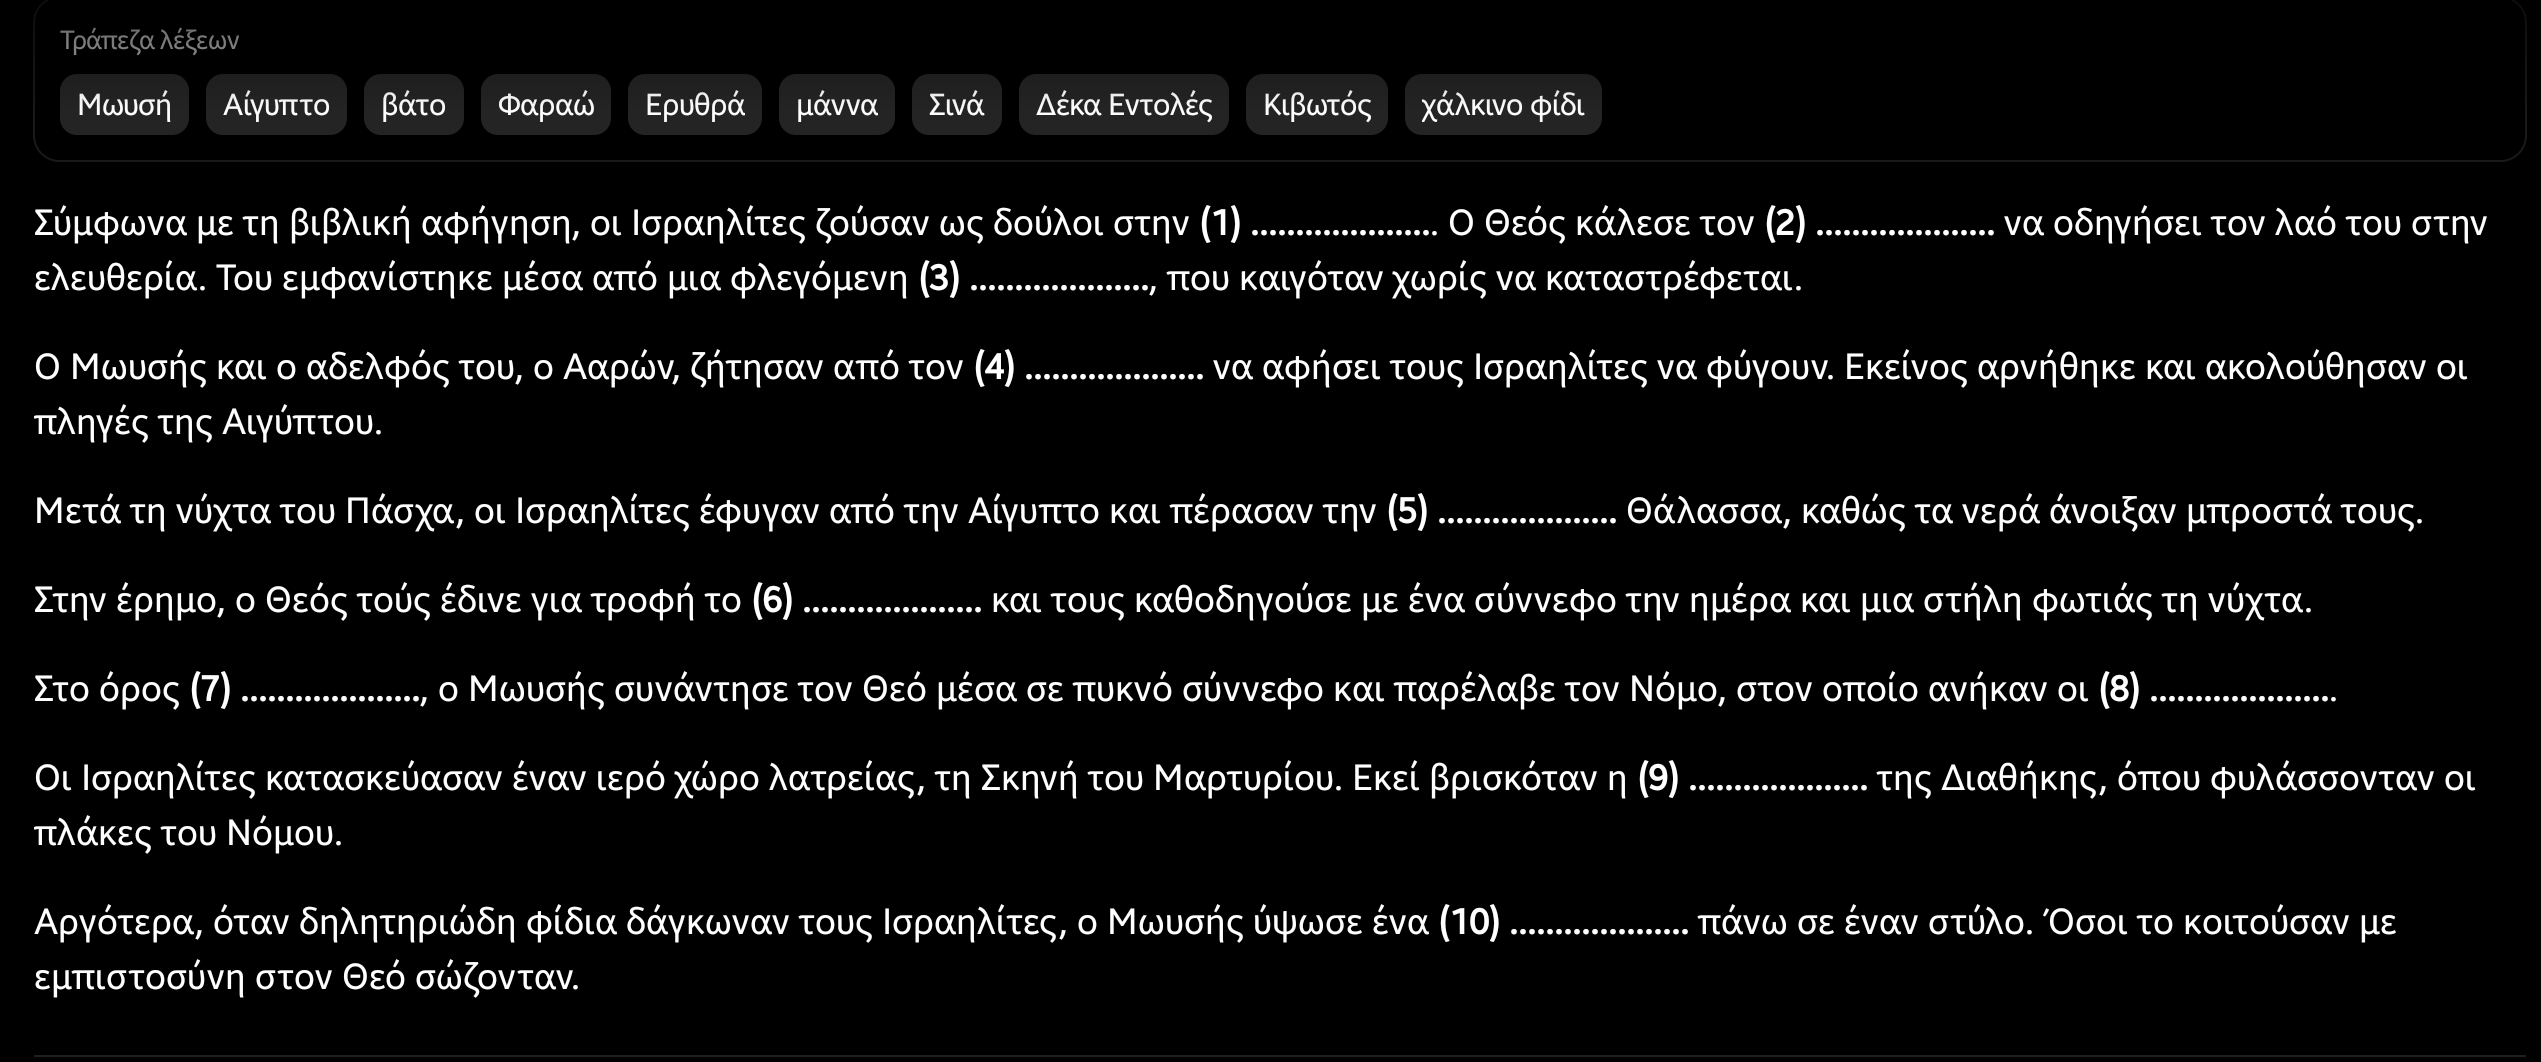 Τράπεζα λέξεων
Μωυσή Αίγυπτο βάτο Φαραώ Ερυθρά μάννα Σινά Δέκα Εντολές Κιβωτός χάλκινο φίδι
Σύμφωνα με τη βιβλική αφήγηση, οι Ισραηλίτες ζούσαν ως δούλοι στην (1) ..................... Ο Θεός κάλεσε τον (2) .................... να οδηγήσει τον λαό του στην
ελευθερία. Του εμφανίστηκε μέσα από μια φλεγόμενη (3) ...................., που καιγόταν χωρίς να καταστρέφεται.
Ο Μωυσής και ο αδελφός του, ο Ααρών, ζήτησαν από τον (4) .................... να αφήσει τους Ισραηλίτες να φύγουν. Εκείνος αρνήθηκε και ακολούθησαν οι
πληγές της Αιγύπτου.
Μετά τη νύχτα του Πάσχα, οι Ισραηλίτες έφυγαν από την Αίγυπτο και πέρασαν την (5) .................... Θάλασσα, καθώς τα νερά άνοιξαν μπροστά τους.
Στην έρημο, ο Θεός τούς έδινε για τροφή το (6) .................... και τους καθοδηγούσε με ένα σύννεφο την ημέρα και μια στήλη φωτιάς τη νύχτα.
Στο όρος (7) ...................., ο Μωυσής συνάντησε τον Θεό μέσα σε πυκνό σύννεφο και παρέλαβε τον Νόμο, στον οποίο ανήκαν οι (8) .....................
Οι Ισραηλίτες κατασκεύασαν έναν ιερό χώρο λατρείας, τη Σκηνή του Μαρτυρίου. Εκεί βρισκόταν η (9) .................... της Διαθήκης, όπου φυλάσσονταν οι
πλάκες του Νόμου.
Αργότερα, όταν δηλητηριώδη φίδια δάγκωναν τους Ισραηλίτες, ο Μωυσής ύψωσε ένα (10) .................... πάνω σε έναν στύλο. Όσοι το κοιτούσαν με
εμπιστοσύνη στον Θεό σώζονταν.